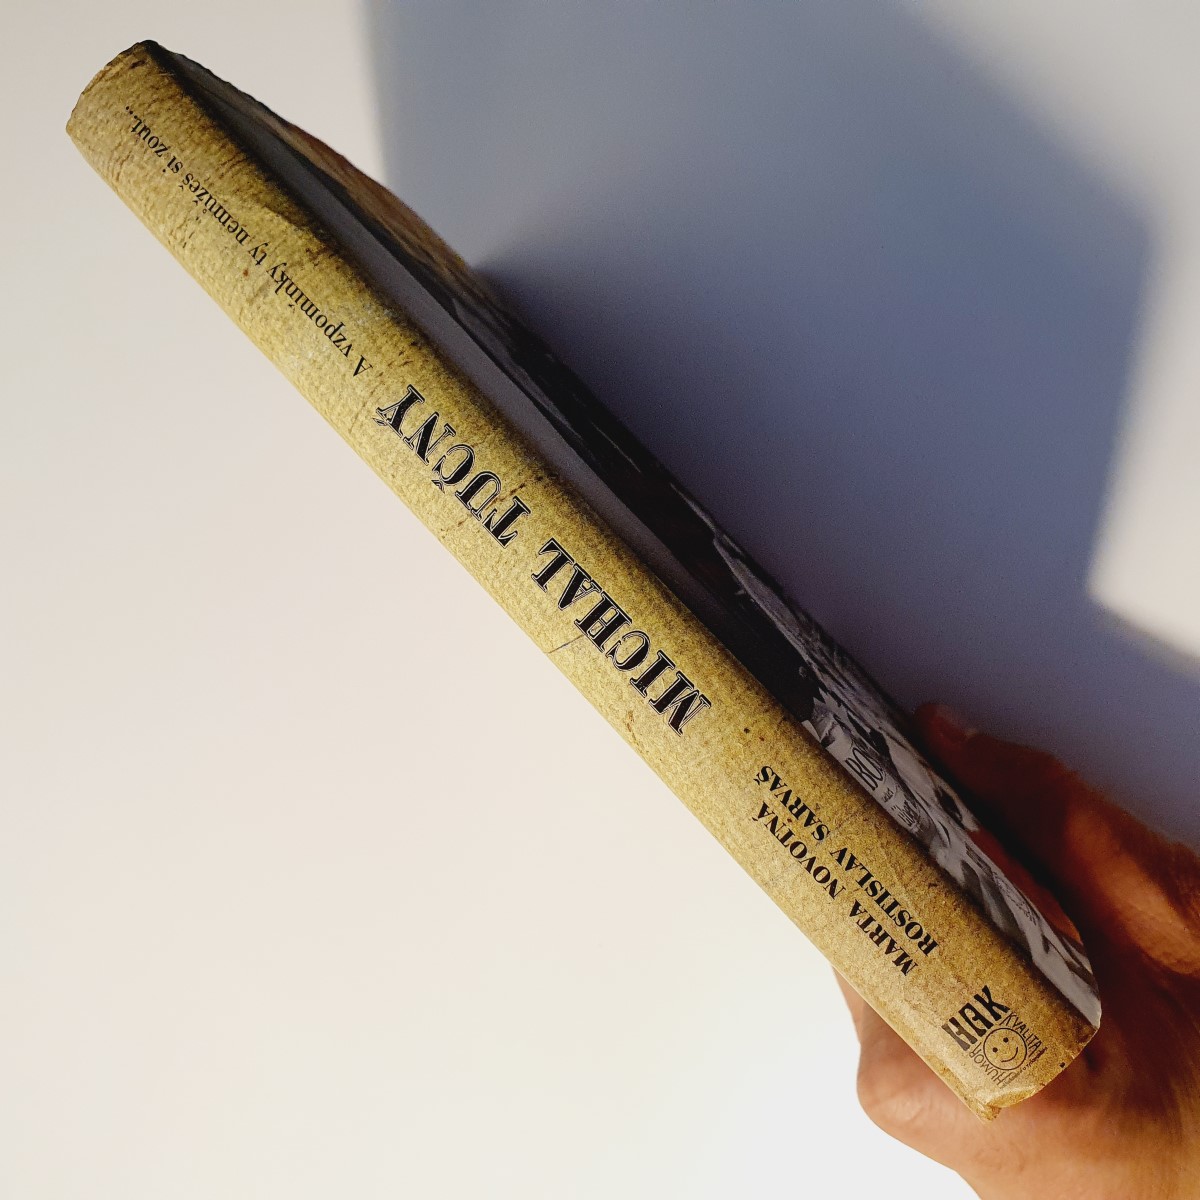 MARTA NOVOTNÁ
ROSTISLAV SARVAŠ
MICHAL TUČNÝ
A vzpomínky ty nemůžeš si zout...
HAK
HUMOR
KVALITA